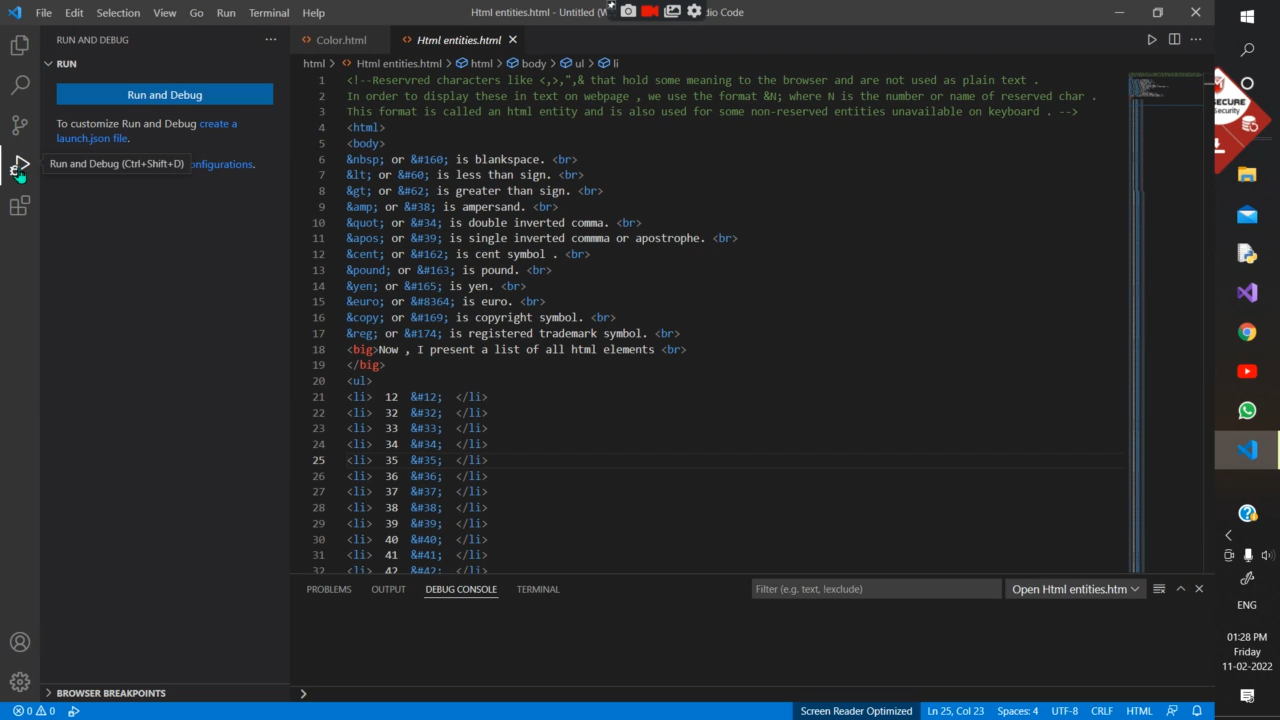 File Edit Selection View Go Run Terminal Help
Html entities.html - Untitled (W
dio Code
RUN AND DEBUG
RUN
Run and Debug
To customize Run and Debug create a
launch.json file.
Run and Debug (Ctrl+Shift+D)
onfigurations.
Color.html
Html entities.html
html > Html entities.html > html > body > ul > li
1 <!--Reservred characters like <,>,",& that hold some meaning to the browser and are not used as plain text .
2 In order to display these in text on webpage , we use the format &N; where N is the number or name of reserved char .
3 This format is called an html entity and is also used for some non-reserved entities unavailable on keyboard . -->
4 <html>
5 <body>
6 &nbsp; or &#160; is blankspace. <br>
7 &lt; or &#60; is less than sign. <br>
8 &gt; or &#62; is greater than sign. <br>
9 &amp; or &#38; is ampersand. <br>
10 &quot; or &#34; is double inverted comma. <br>
11 &apos; or &#39; is single inverted commma or apostrophe. <br>
12 &cent; or &#162; is cent symbol . <br>
13 &pound; or &#163; is pound. <br>
14 &yen; or &#165; is yen. <br>
15 &euro; or &#8364; is euro. <br>
16 &copy; or &#169; is copyright symbol. <br>
17 &reg; or &#174; is registered trademark symbol. <br>
18 <big>Now , I present a list of all html elements <br>
19 </big>
20 <ul>
21 <li> 12 &#12; </li>
22 <li> 32 &#32; </li>
23 <li> 33 &#33; </li>
24 <li> 34 &#34; </li>
25 <li> 35 &#35; </li>
26 <li> 36 &#36; </li>
27 <li> 37 &#37; </li>
28 <li> 38 &#38; </li>
29 <li> 39 &#39; </li>
30 <li> 40 &#40; </li>
31 <li> 41 &#41; </li>
32 <li> 42 &#42; </li>
PROBLEMS OUTPUT DEBUG CONSOLE TERMINAL
Filter (e.g. text, !exclude)
Open Html entities.htm
BROWSER BREAKPOINTS
0 0
Screen Reader Optimized Ln 25, Col 23 Spaces: 4 UTF-8 CRLF HTML
ECURE
Security
ENG
01:28 PM
Friday
11-02-2022